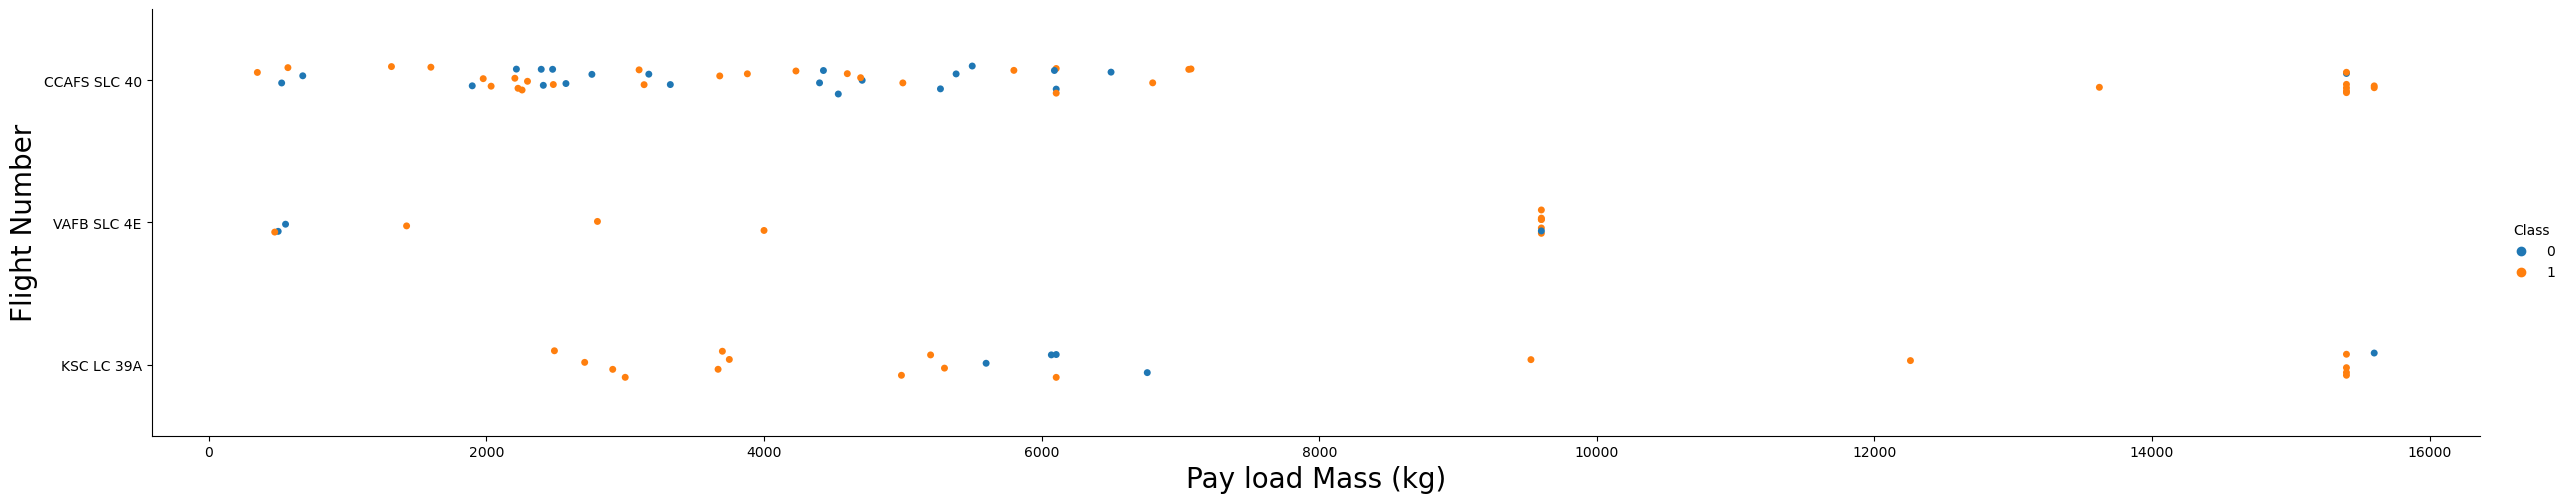 CCAFS SLC 40
VAFB SLC 4E
KSC LC 39A
Flight Number
0 2000 4000 6000 8000 10000 12000 14000 16000
Pay load Mass (kg)
Class
0
1